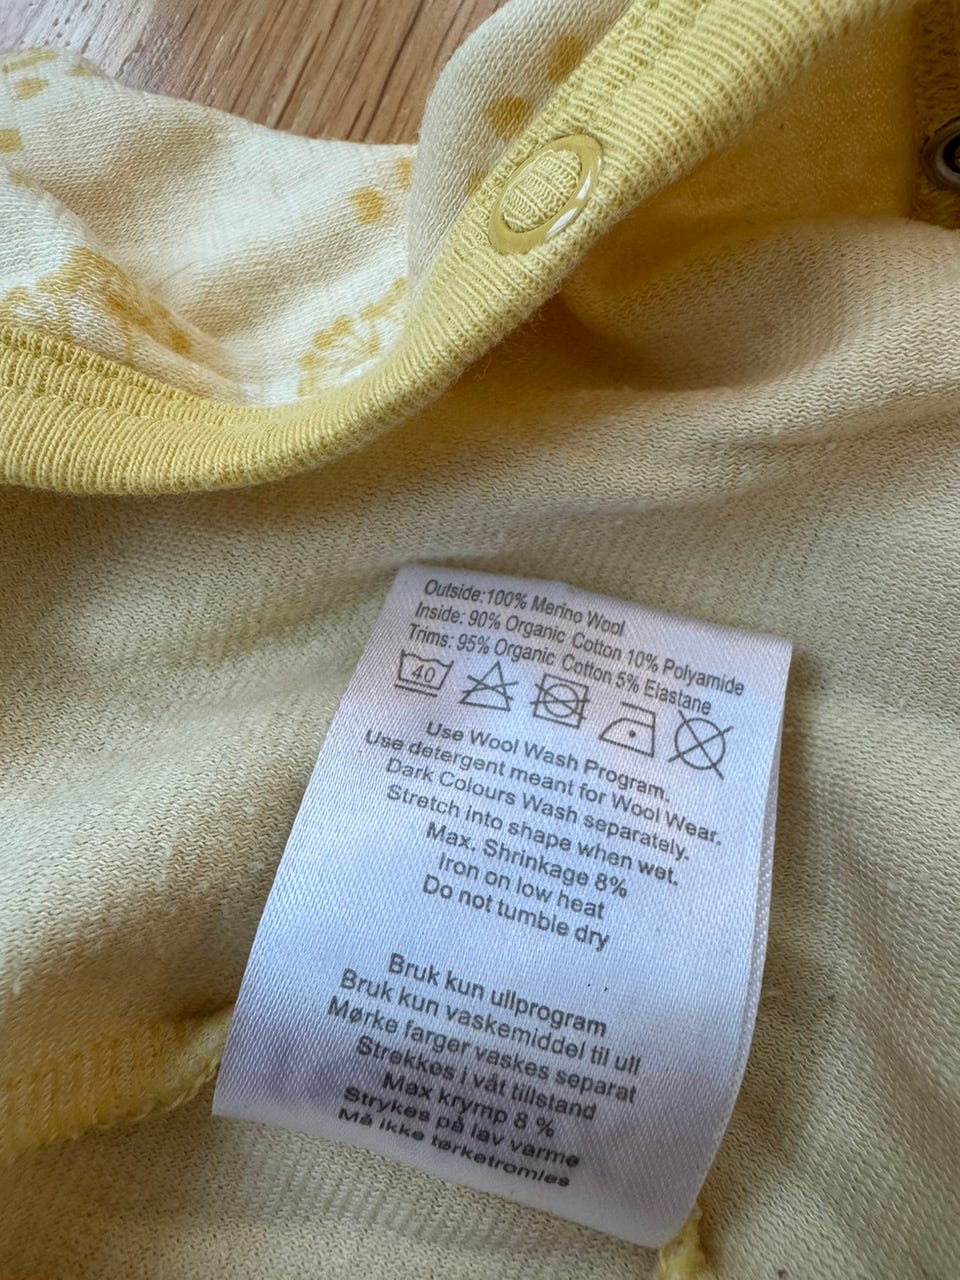 Outside:100% Merino Wool
Inside: 90% Organic Cotton 10% Polyamide
Trims: 95% Organic Cotton 5% Elastane
40
Use Wool Wash Program.
Use detergent meant for Wool Wear.
Dark Colours Wash separately.
Stretch into shape when wet.
Max. Shrinkage 8%
Iron on low heat
Do not tumble dry
Bruk kun ullprogram
Bruk kun vaskemiddel til ull
Mørke farger vaskes separat
Strekkes i våt tillstand
Max krymp 8 %
Strykes på lav varme
Må ikke tørketromles